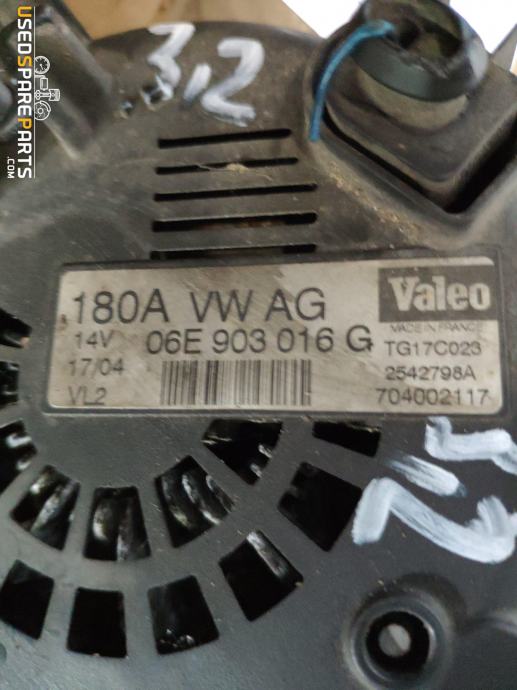 USEDSPAREPARTS
.COM
3,2
180A VW AG
Valeo
14V 06E 903 016 G
MADE IN FRANCE
TG17C023
17/04
2542798A
VL2
704002117